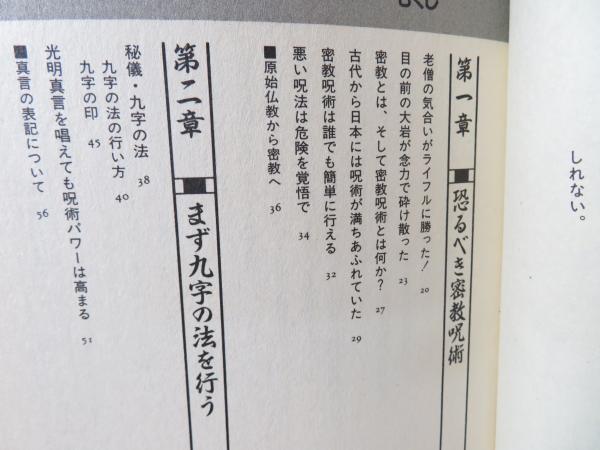 しれない。
もくじ
第一章 ■恐るべき密教呪術
老僧の気合いがライフルに勝った! 20
目の前の大岩が念力で砕け散った 23
密教とは、そして密教呪術とは何か? 27
古代から日本には呪術が満ちあふれていた 29
密教呪術は誰でも簡単に行える 32
悪い呪法は危険を覚悟で 34
■原始仏教から密教へ 36
第二章 ■まず九字の法を行う
秘儀・九字の法 38
九字の法の行い方 40
九字の印 45
光明真言を唱えても呪術パワーは高まる 51
■真言の表記について 56